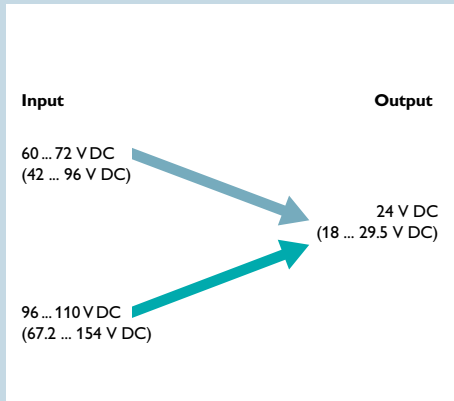 Input
Output
60 ... 72 V DC
(42 ... 96 V DC)
24 V DC
(18 ... 29.5 V DC)
96 ... 110 V DC
(67.2 ... 154 V DC)